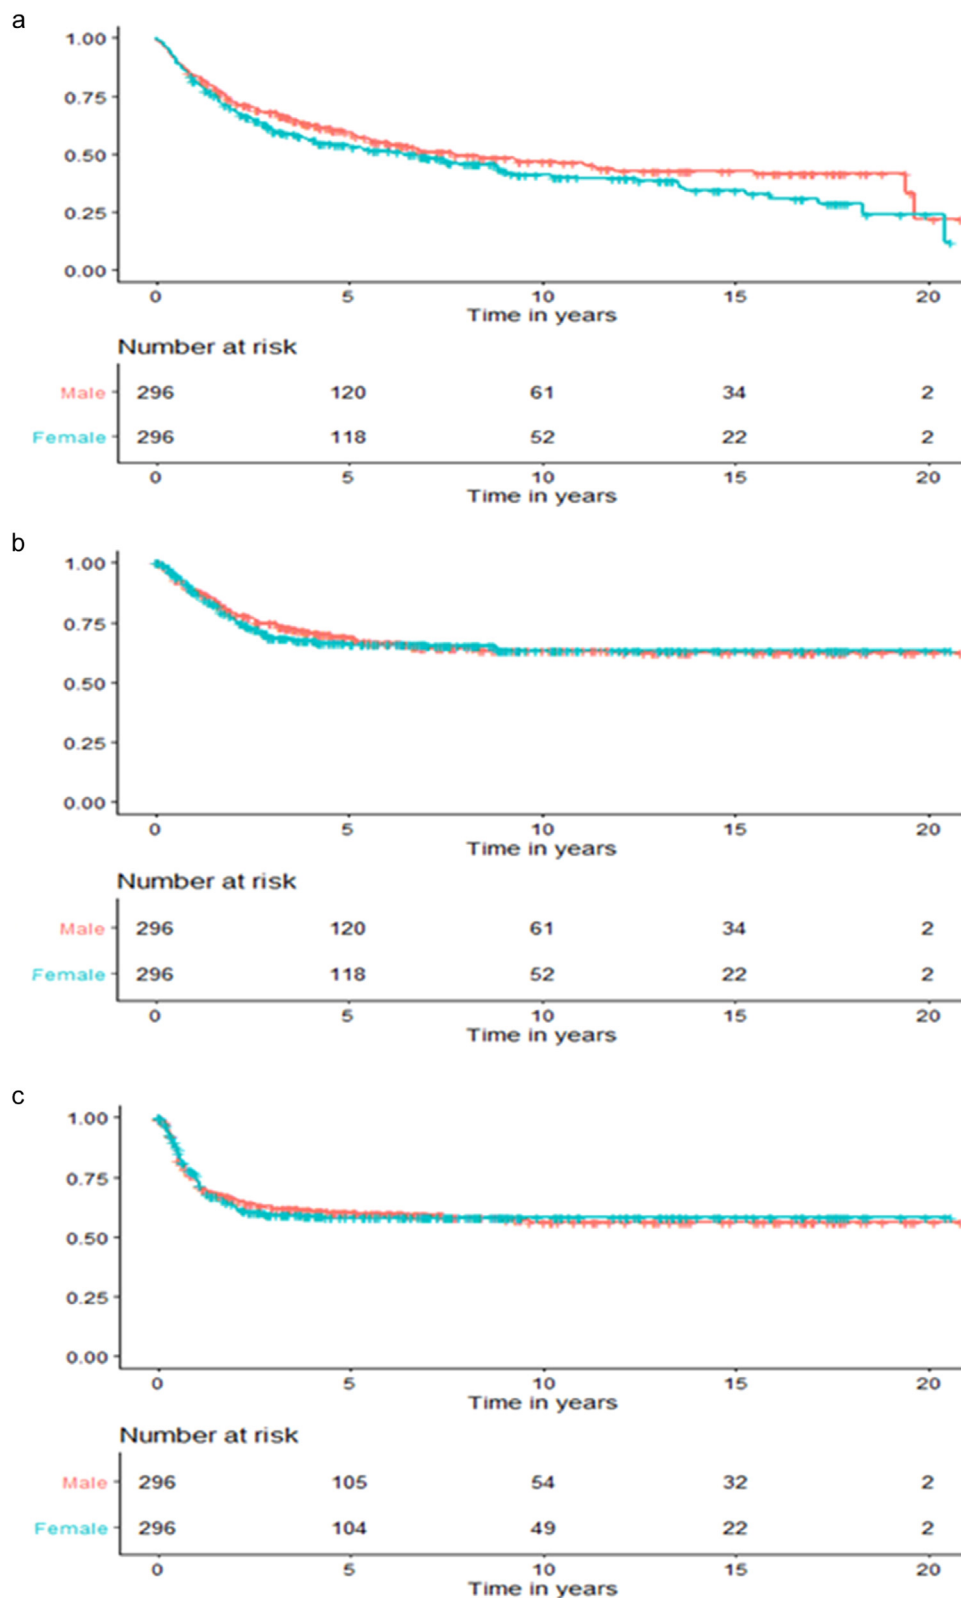 a
1.00
0.75
0.50
0.25
0.00
0 5 10 15 20
Time in years
Number at risk
Male 296 120 61 34 2
Female 296 118 52 22 2
0 5 10 15 20
Time in years
b
1.00
0.75
0.50
0.25
0.00
0 5 10 15 20
Time in years
Number at risk
Male 296 120 61 34 2
Female 296 118 52 22 2
0 5 10 15 20
Time in years
c
1.00
0.75
0.50
0.25
0.00
0 5 10 15 20
Time in years
Number at risk
Male 296 105 54 32 2
Female 296 104 49 22 2
0 5 10 15 20
Time in years